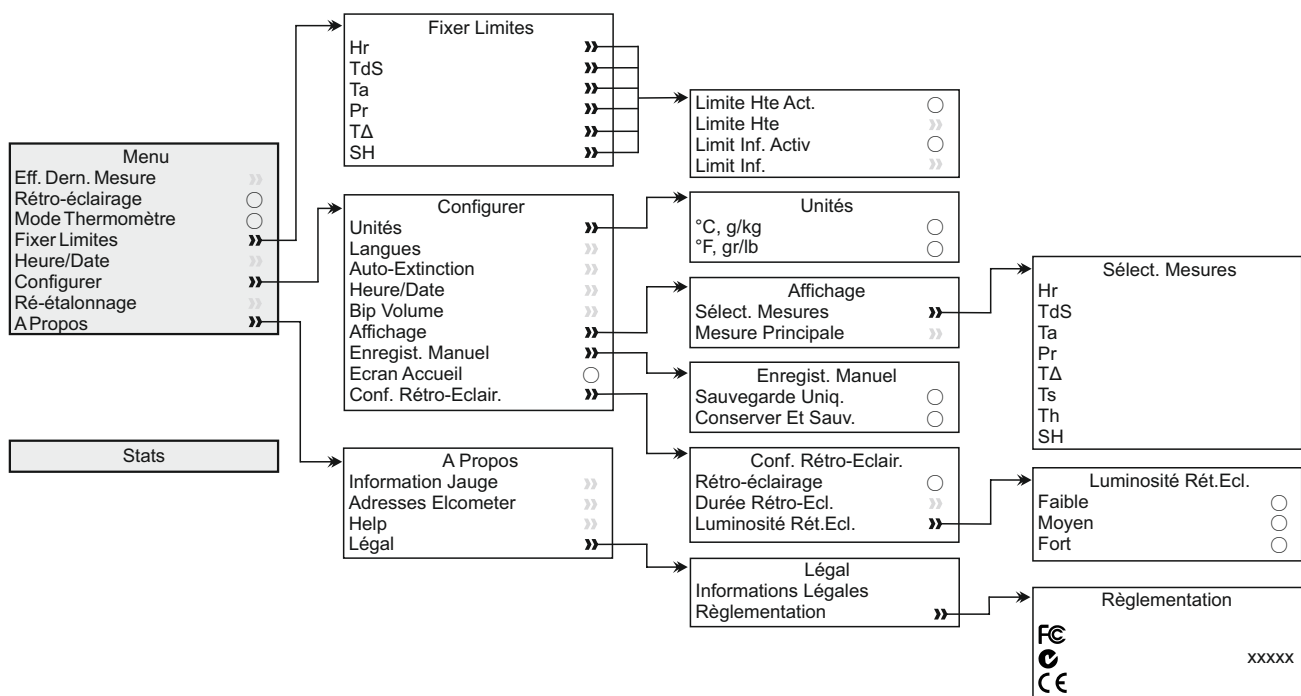 Menu
Eff. Dern. Mesure
Rétro-éclairage
Mode Thermomètre
Fixer Limites
Heure/Date
Configurer
Ré-étalonnage
A Propos
Stats
Fixer Limites
Hr
TdS
Ta
Pr
TΔ
SH
Configurer
Unités
Langues
Auto-Extinction
Heure/Date
Bip Volume
Affichage
Enregist. Manuel
Ecran Accueil
Conf. Rétro-Eclair.
A Propos
Information Jauge
Adresses Elcometer
Help
Légal
Limite Hte Act.
Limite Hte
Limit Inf. Activ
Limit Inf.
Unités
°C, g/kg
°F, gr/lb
Affichage
Sélect. Mesures
Mesure Principale
Enregist. Manuel
Sauvegarde Uniq.
Conserver Et Sauv.
Conf. Rétro-Eclair.
Rétro-éclairage
Durée Rétro-Ecl.
Luminosité Rét.Ecl.
Légal
Informations Légales
Règlementation
Sélect. Mesures
Hr
TdS
Ta
Pr
TΔ
Ts
Th
SH
Luminosité Rét.Ecl.
Faible
Moyen
Fort
Règlementation
FC
xxxxx
CE